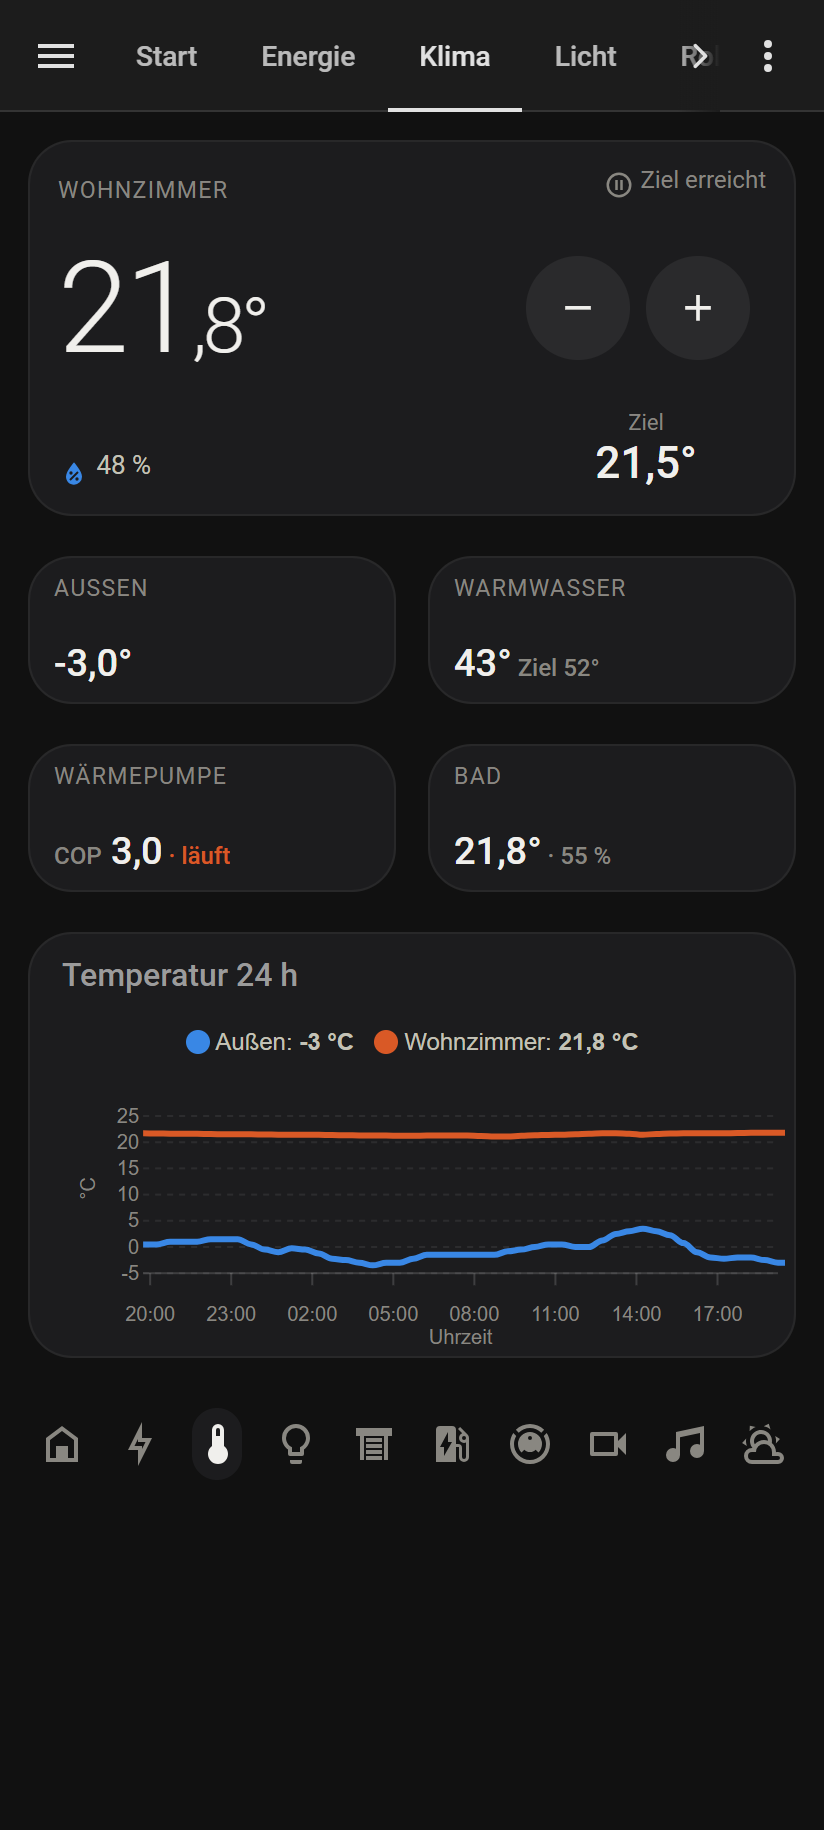 Start Energie Klima Licht
WOHNZIMMER
Ziel erreicht
21,8°
Ziel
48 %
21,5°
AUSSEN
-3,0°
WARMWASSER
43° Ziel 52°
WÄRMEPUMPE
COP 3,0 · läuft
BAD
21,8° · 55 %
Temperatur 24 h
Außen: -3 °C Wohnzimmer: 21,8 °C
25
20
15
10
5
0
-5
°C
20:00 23:00 02:00 05:00 08:00 11:00 14:00 17:00
Uhrzeit